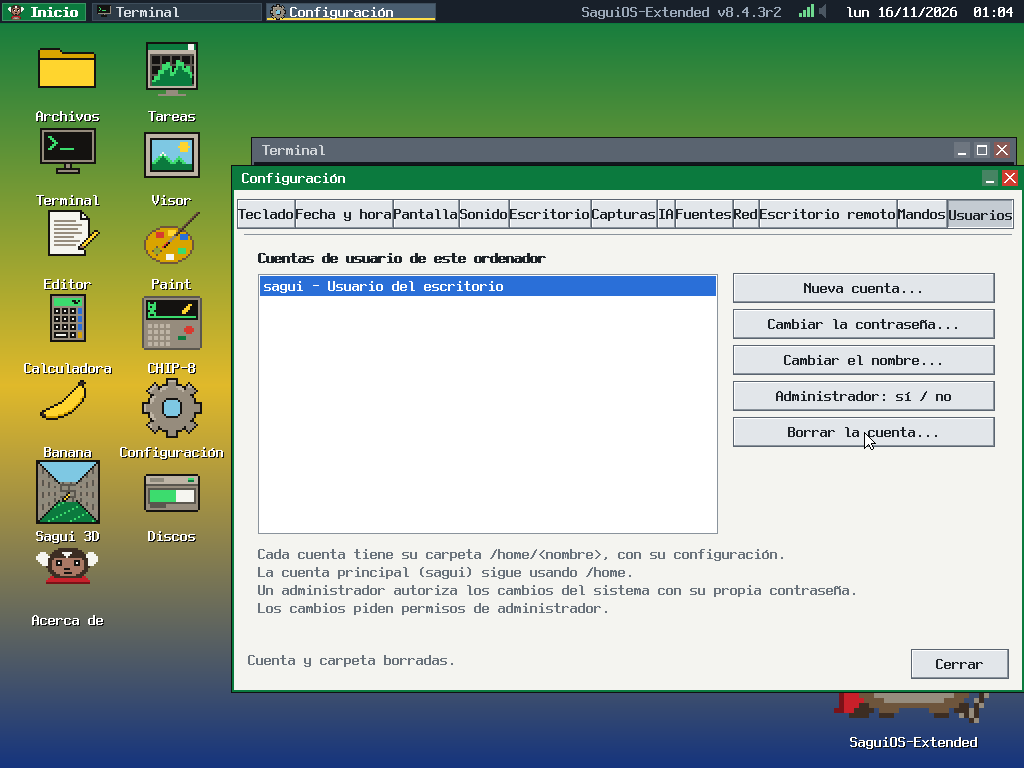 Inicio
Terminal
Configuración
SaguiOS-Extended v8.4.3r2
lun 16/11/2026 01:04
Archivos
Tareas
Terminal
Visor
Editor
Paint
Calculadora
CHIP-8
Banana
Configuración
Sagui 3D
Discos
Acerca de
Terminal
Configuración
Teclado
Fecha y hora
Pantalla
Sonido
Escritorio
Capturas
IA
Fuentes
Red
Escritorio remoto
Mandos
Usuarios
Cuentas de usuario de este ordenador
sagui - Usuario del escritorio
Nueva cuenta...
Cambiar la contraseña...
Cambiar el nombre...
Administrador: sí / no
Borrar la cuenta...
Cada cuenta tiene su carpeta /home/<nombre>, con su configuración.
La cuenta principal (sagui) sigue usando /home.
Un administrador autoriza los cambios del sistema con su propia contraseña.
Los cambios piden permisos de administrador.
Cuenta y carpeta borradas.
Cerrar
SaguiOS-Extended